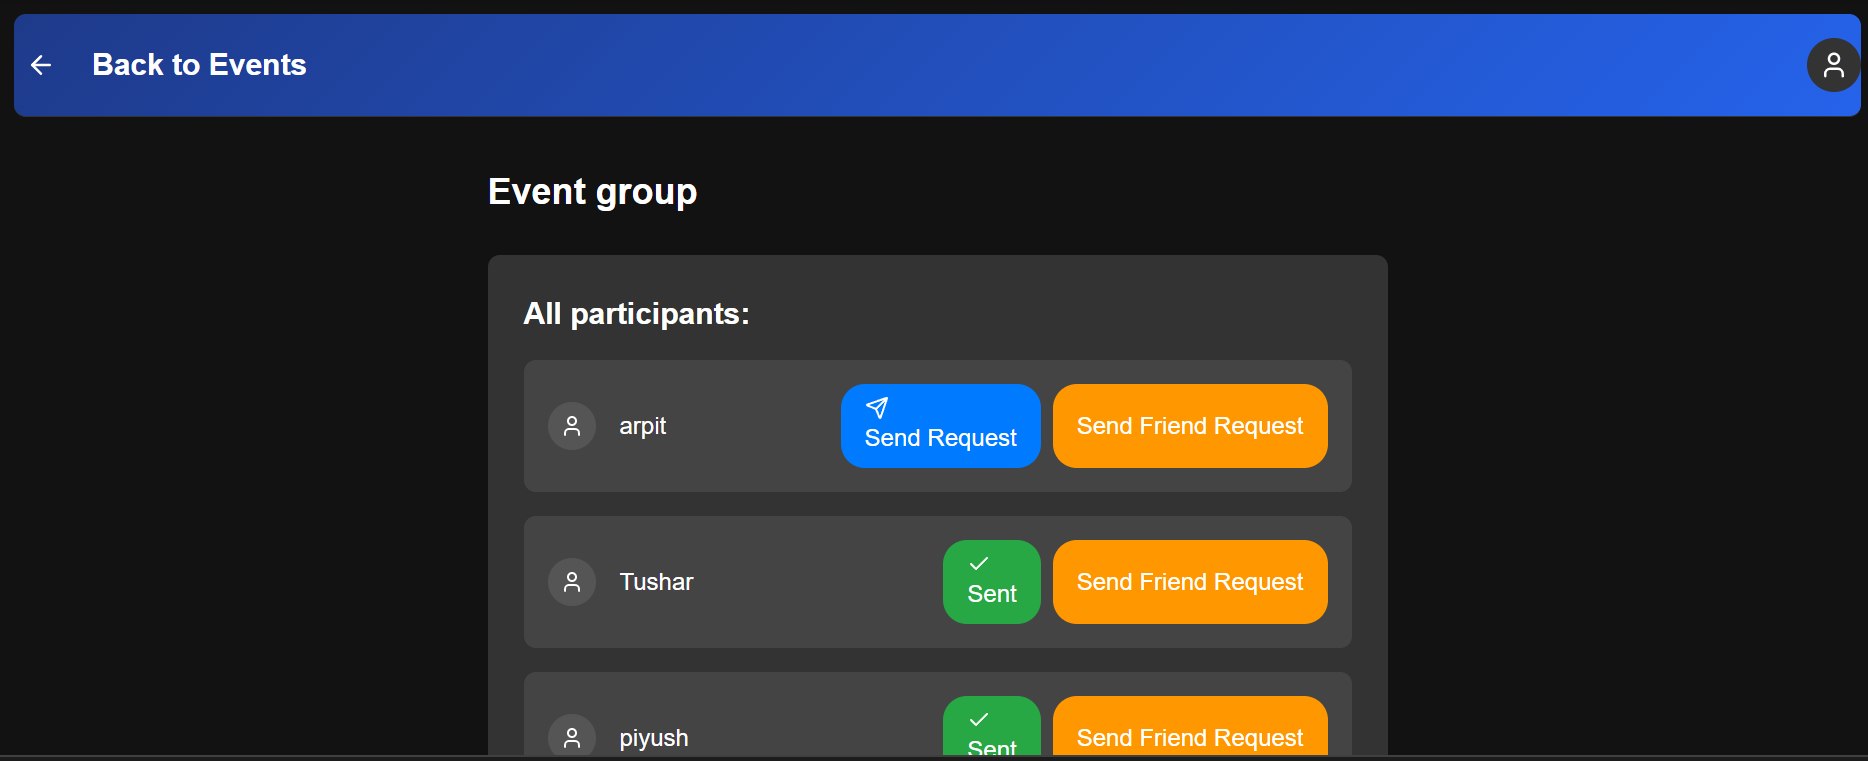 Back to Events
Event group
All participants:
arpit
Send Request
Send Friend Request
Tushar
Sent
Send Friend Request
piyush
Sent
Send Friend Request